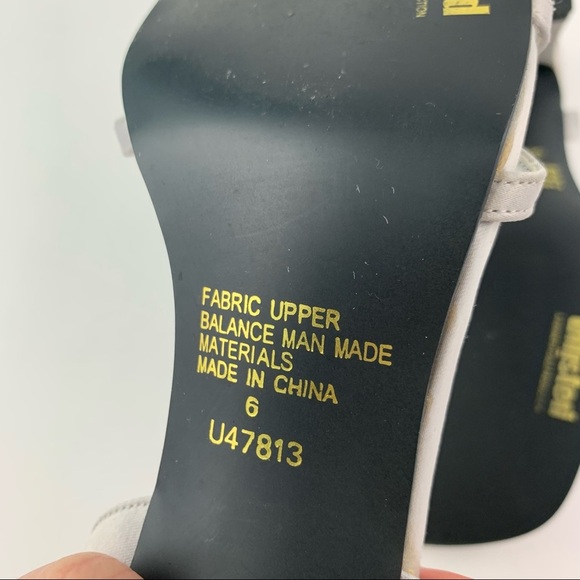 FABRIC UPPER
BALANCE MAN MADE
MATERIALS
MADE IN CHINA
6
U47813